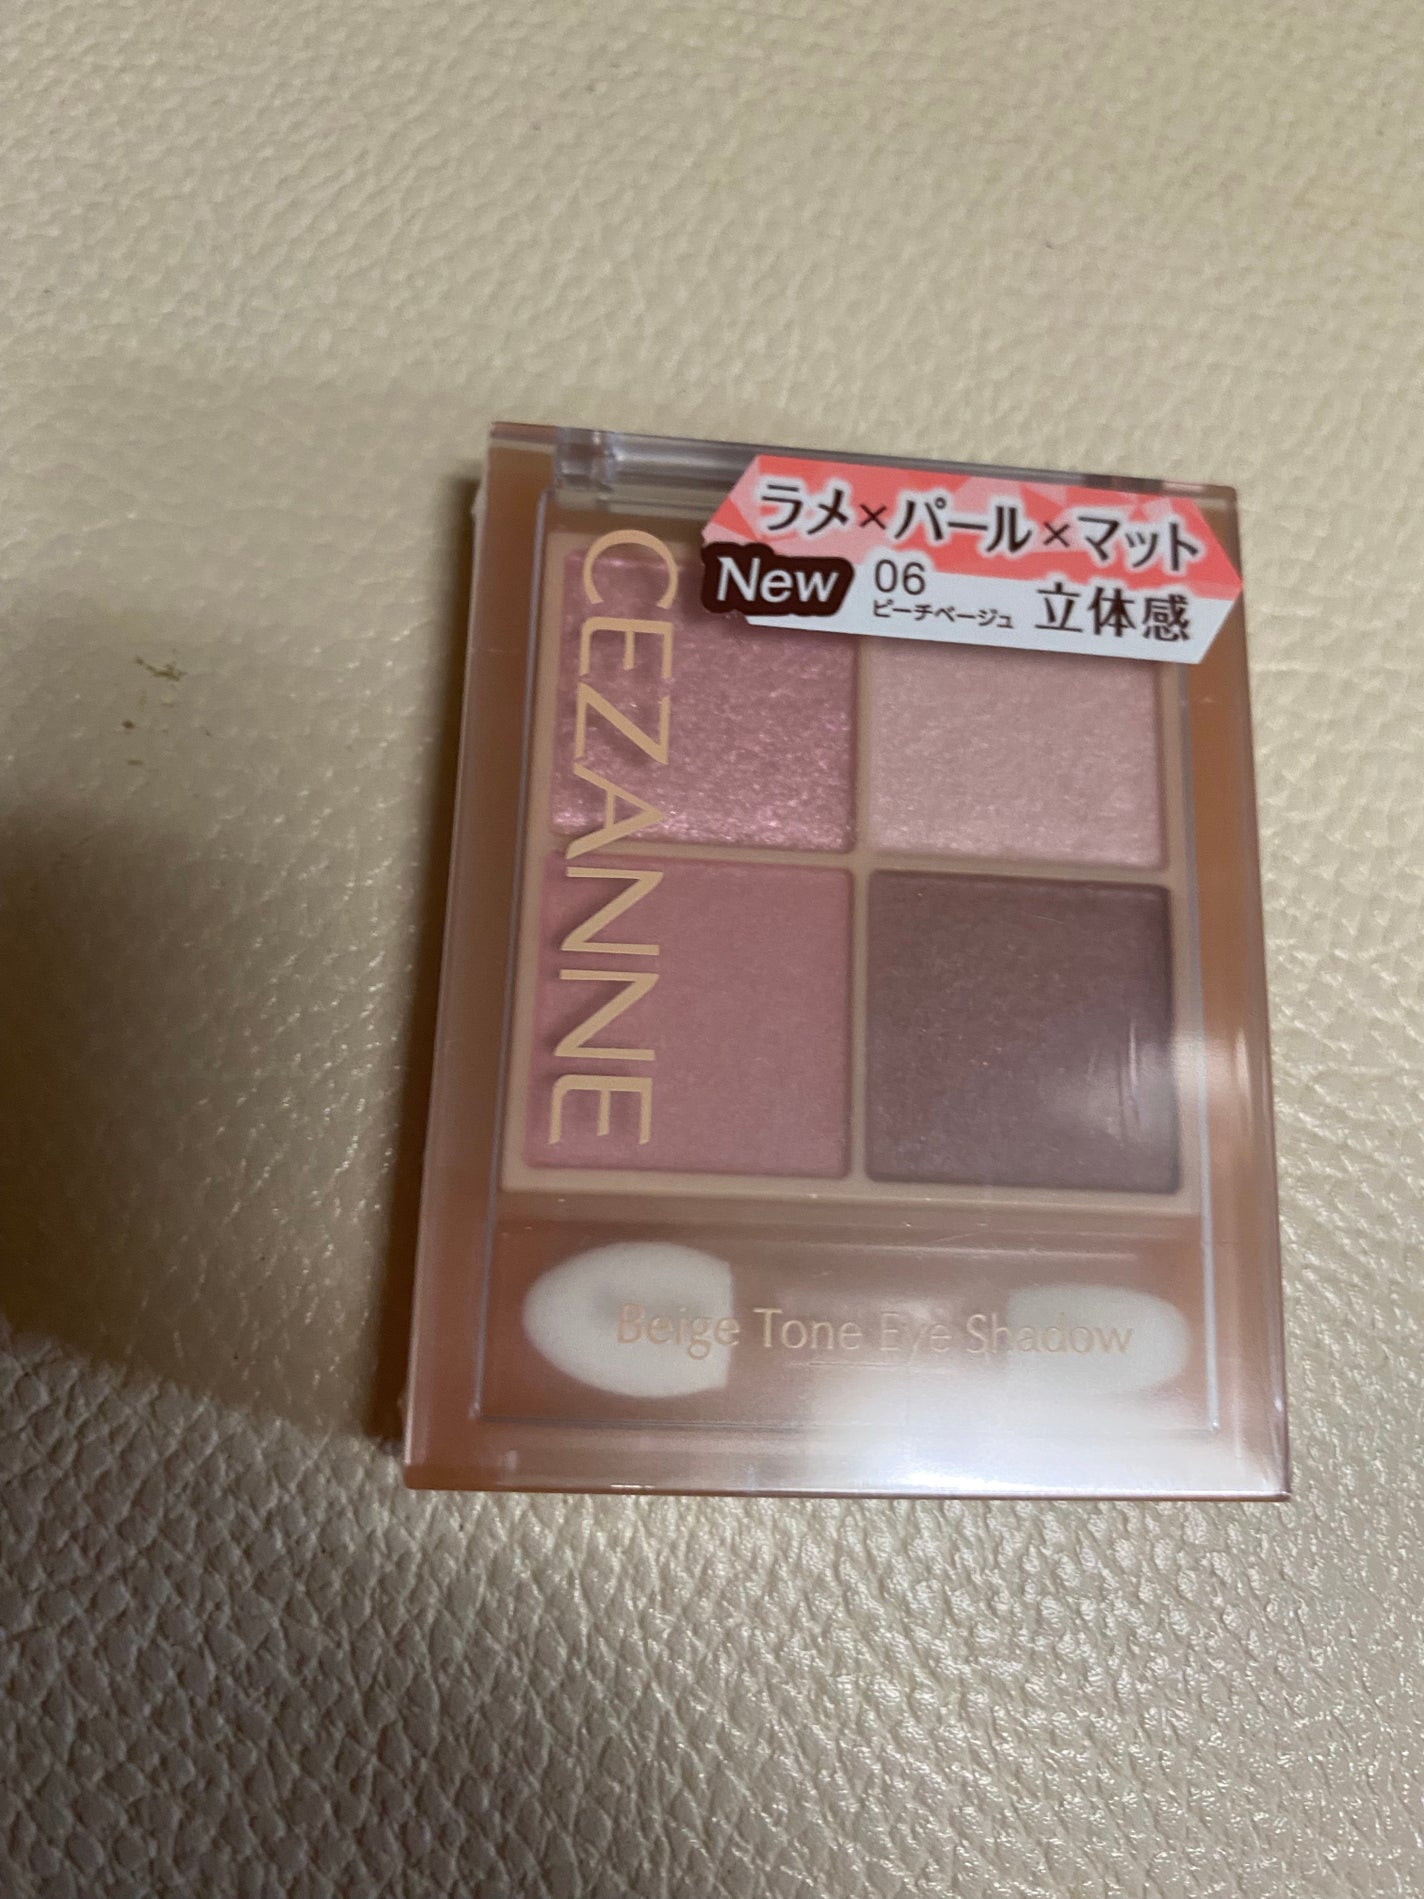 ラメ×パール×マット
New
06
ピーチベージュ
立体感
CEZANNE
Beige Tone Eye Shadow